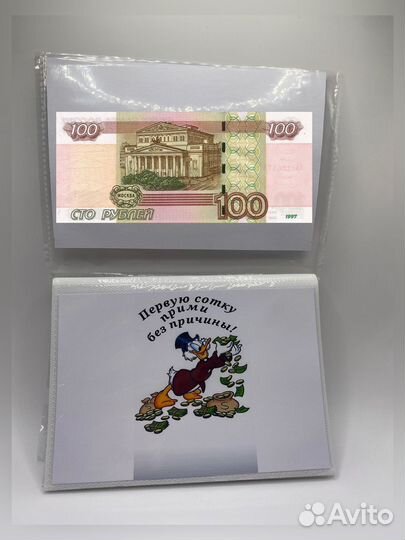 100
100
МОСКВА
СТО РУБЛЕЙ
100
1997
Первую сотку
прими
без причины!
$
Avito